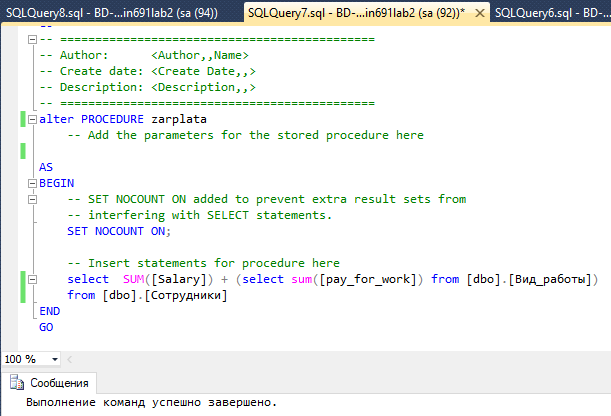 SQLQuery8.sql - BD-...in691lab2 (sa (94))
SQLQuery7.sql - BD-...in691lab2 (sa (92))*
SQLQuery6.sql - BD-...
-- =============================================
-- Author:      <Author,,Name>
-- Create date: <Create Date,,>
-- Description: <Description,,>
-- =============================================
alter PROCEDURE zarplata
    -- Add the parameters for the stored procedure here
AS
BEGIN
    -- SET NOCOUNT ON added to prevent extra result sets from
    -- interfering with SELECT statements.
    SET NOCOUNT ON;
    -- Insert statements for procedure here
    select  SUM([Salary]) + (select sum([pay_for_work]) from [dbo].[Вид_работы])
    from [dbo].[Сотрудники]
END
GO
100 %
Сообщения
Выполнение команд успешно завершено.